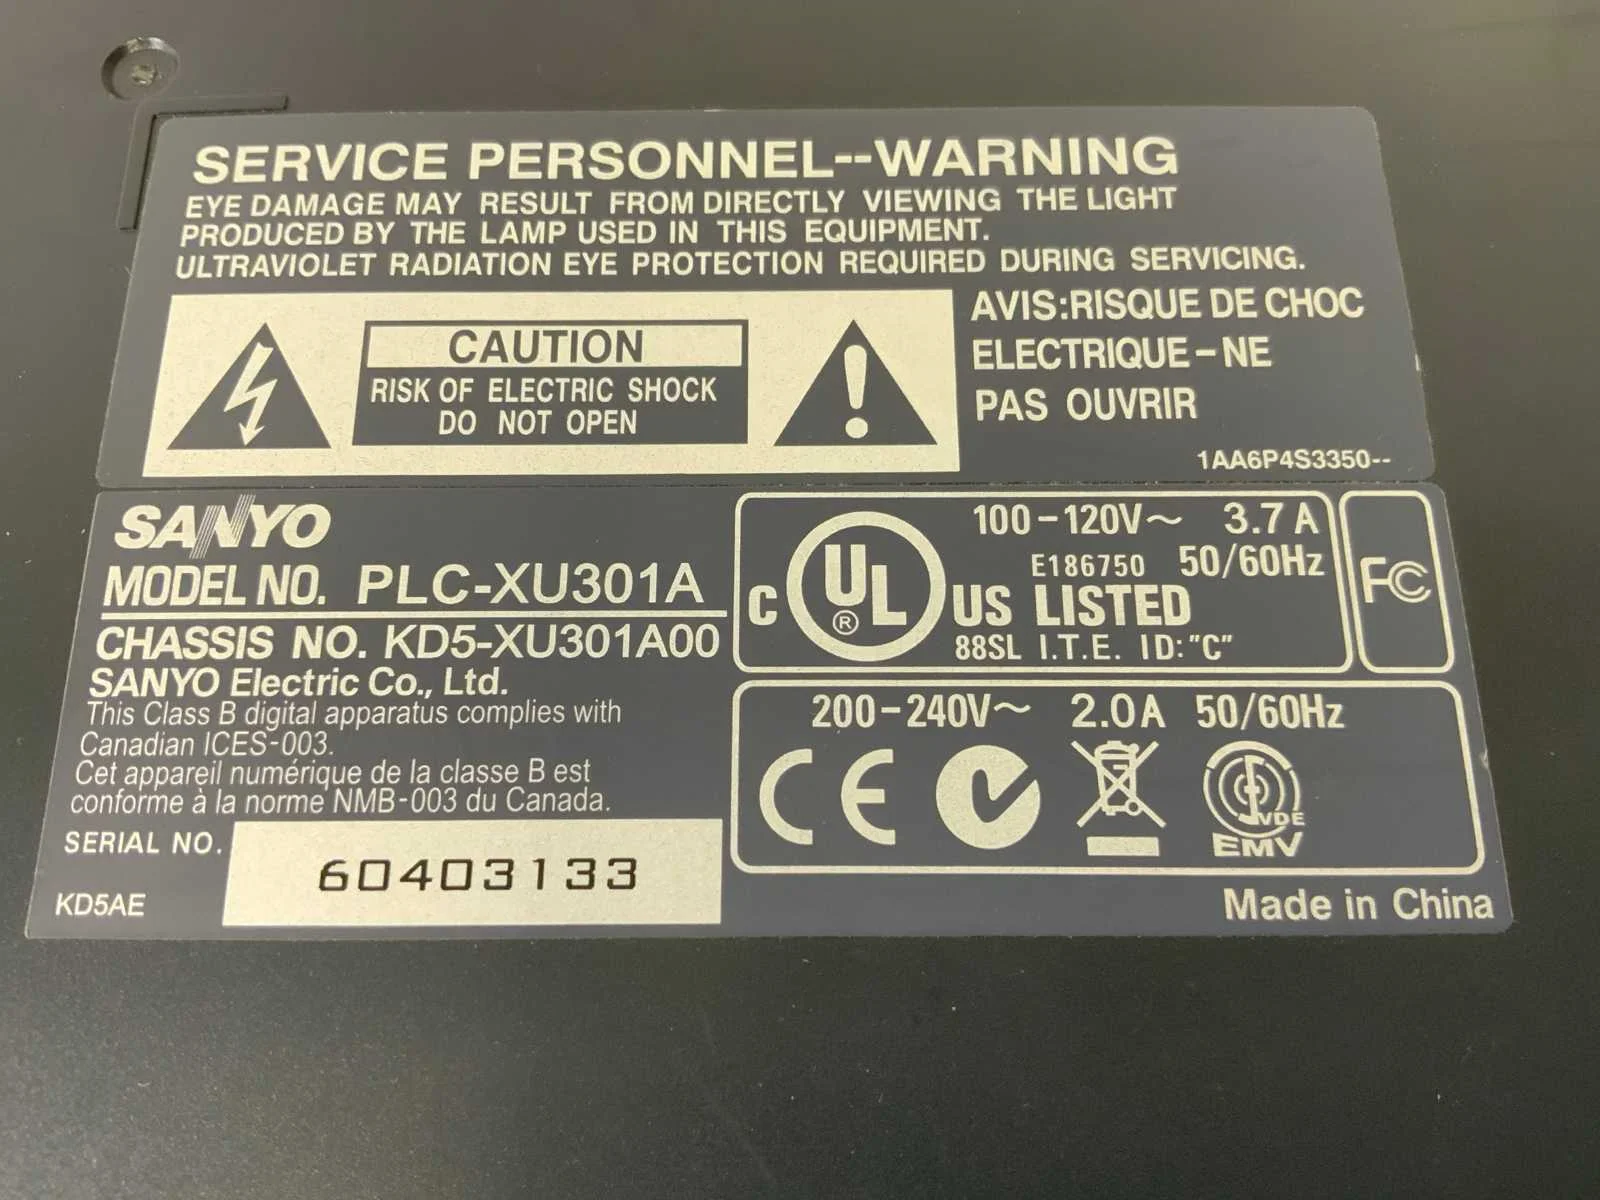 SERVICE PERSONNEL--WARNING
EYE DAMAGE MAY RESULT FROM DIRECTLY VIEWING THE LIGHT
PRODUCED BY THE LAMP USED IN THIS EQUIPMENT.
ULTRAVIOLET RADIATION EYE PROTECTION REQUIRED DURING SERVICING.
CAUTION
RISK OF ELECTRIC SHOCK
DO NOT OPEN
AVIS:RISQUE DE CHOC
ELECTRIQUE–NE
PAS OUVRIR
1AA6P4S3350--
SANYO
MODEL NO. PLC-XU301A
CHASSIS NO. KD5-XU301A00
SANYO Electric Co., Ltd.
This Class B digital apparatus complies with
Canadian ICES-003.
Cet appareil numérique de la classe B est
conforme à la norme NMB-003 du Canada.
SERIAL NO.
60403133
KD5AE
100–120V~ 3.7 A
E186750 50/60Hz
C UL ® US LISTED
88SL I.T.E. ID:"C"
FC
200–240V~ 2.0A 50/60Hz
CE
VDE
EMV
Made in China